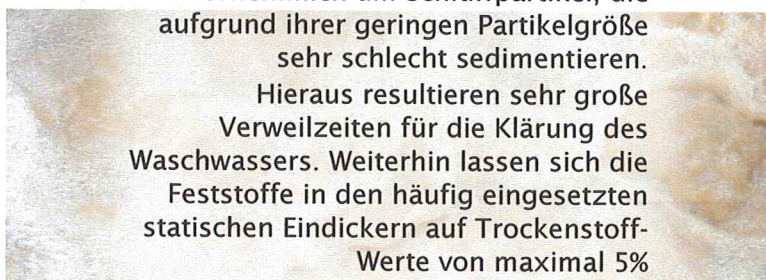 aufgrund ihrer geringen Partikelgröße
sehr schlecht sedimentieren.
Hieraus resultieren sehr große
Verweilzeiten für die Klärung des
Waschwassers. Weiterhin lassen sich die
Feststoffe in den häufig eingesetzten
statischen Eindickern auf Trockenstoff-
Werte von maximal 5%